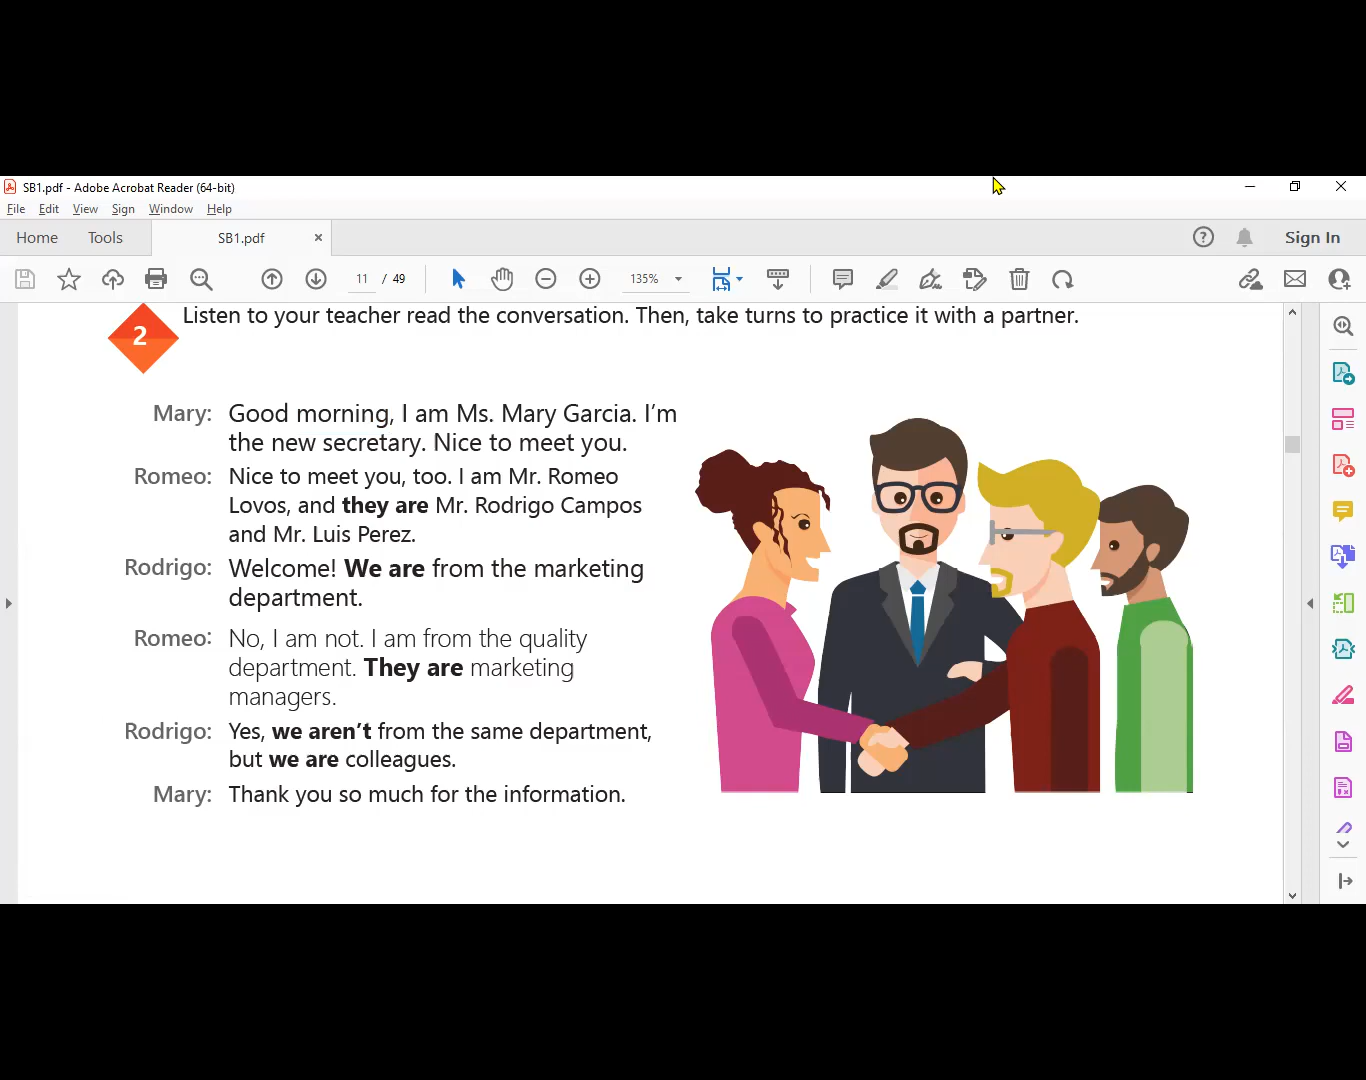 SB1.pdf - Adobe Acrobat Reader (64-bit)
File Edit View Sign Window Help
Home Tools SB1.pdf × Sign In
11 / 49 135%
2 Listen to your teacher read the conversation. Then, take turns to practice it with a partner.
Mary: Good morning, I am Ms. Mary Garcia. I'm
the new secretary. Nice to meet you.
Romeo: Nice to meet you, too. I am Mr. Romeo
Lovos, and they are Mr. Rodrigo Campos
and Mr. Luis Perez.
Rodrigo: Welcome! We are from the marketing
department.
Romeo: No, I am not. I am from the quality
department. They are marketing
managers.
Rodrigo: Yes, we aren't from the same department,
but we are colleagues.
Mary: Thank you so much for the information.